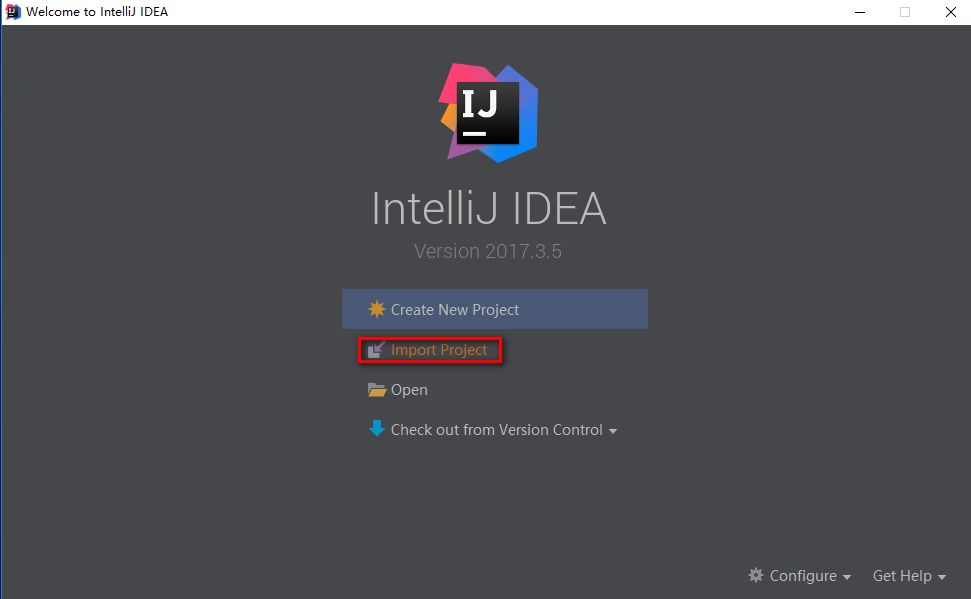 Welcome to IntelliJ IDEA
IJ
IntelliJ IDEA
Version 2017.3.5
Create New Project
Import Project
Open
Check out from Version Control
Configure
Get Help